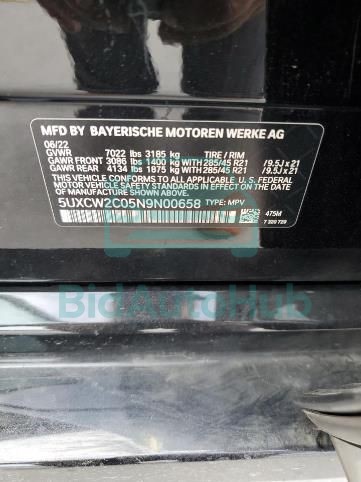 MFD BY BAYERISCHE MOTOREN WERKE AG
06/22
GVWR 7022 lbs 3185 kg TIRE / RIM
GAWR FRONT 3086 lbs 1400 kg WITH 285/45 R21 /9.5J x 21
GAWR REAR 4134 lbs 1875 kg WITH 285/45 R21 /9.5J x 21
THIS VEHICLE CONFORMS TO ALL APPLICABLE U.S. FEDERAL MOTOR
VEHICLE SAFETY STANDARDS IN EFFECT ON THE DATE
OF MANUFACTURE SHOWN ABOVE.
5UXCW2C05N9N00658 TYPE: MPV 475M
7 320 729
BidAutoHub